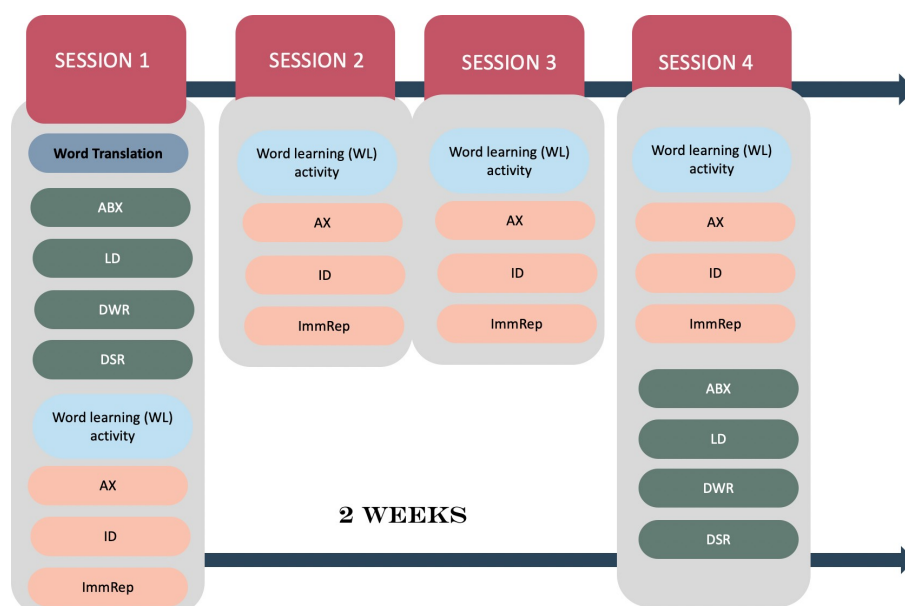 SESSION 1
Word Translation
ABX
LD
DWR
DSR
Word learning (WL)
activity
AX
ID
ImmRep
SESSION 2
Word learning (WL)
activity
AX
ID
ImmRep
SESSION 3
Word learning (WL)
activity
AX
ID
ImmRep
SESSION 4
Word learning (WL)
activity
AX
ID
ImmRep
ABX
LD
DWR
DSR
2 WEEKS